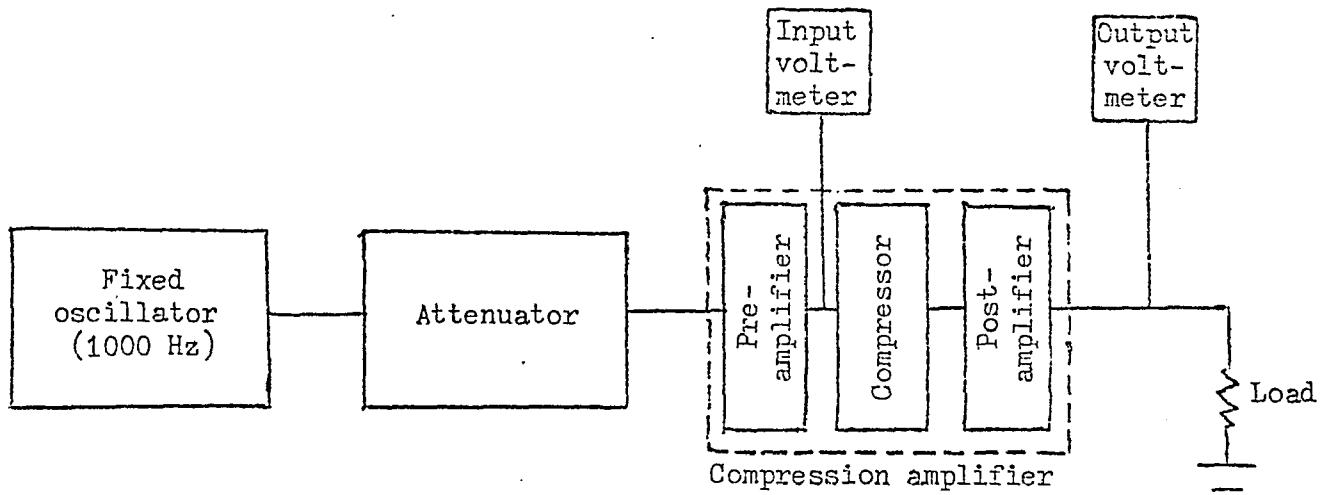 Input
volt-
meter
Output
volt-
meter
Fixed
oscillator
(1000 Hz)
Attenuator
Pre-
amplifier
Compressor
Post-
amplifier
Load
Compression amplifier